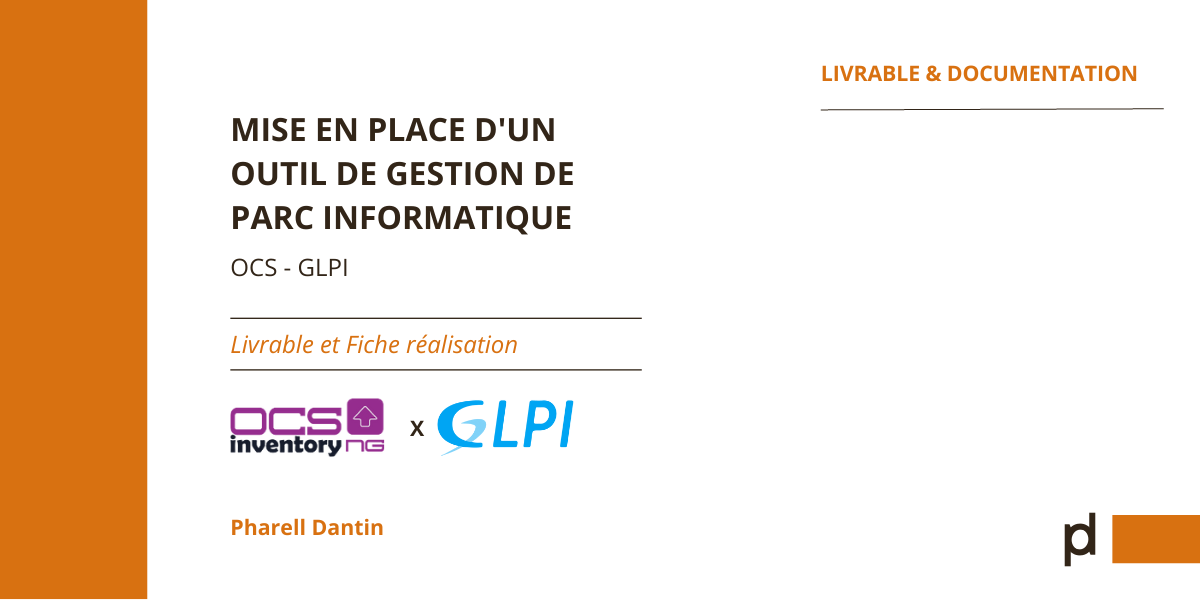 LIVRABLE & DOCUMENTATION
MISE EN PLACE D'UN
OUTIL DE GESTION DE
PARC INFORMATIQUE
OCS - GLPI
Livrable et Fiche réalisation
OCS
inventory NG
X
GLPI
Pharell Dantin
pd